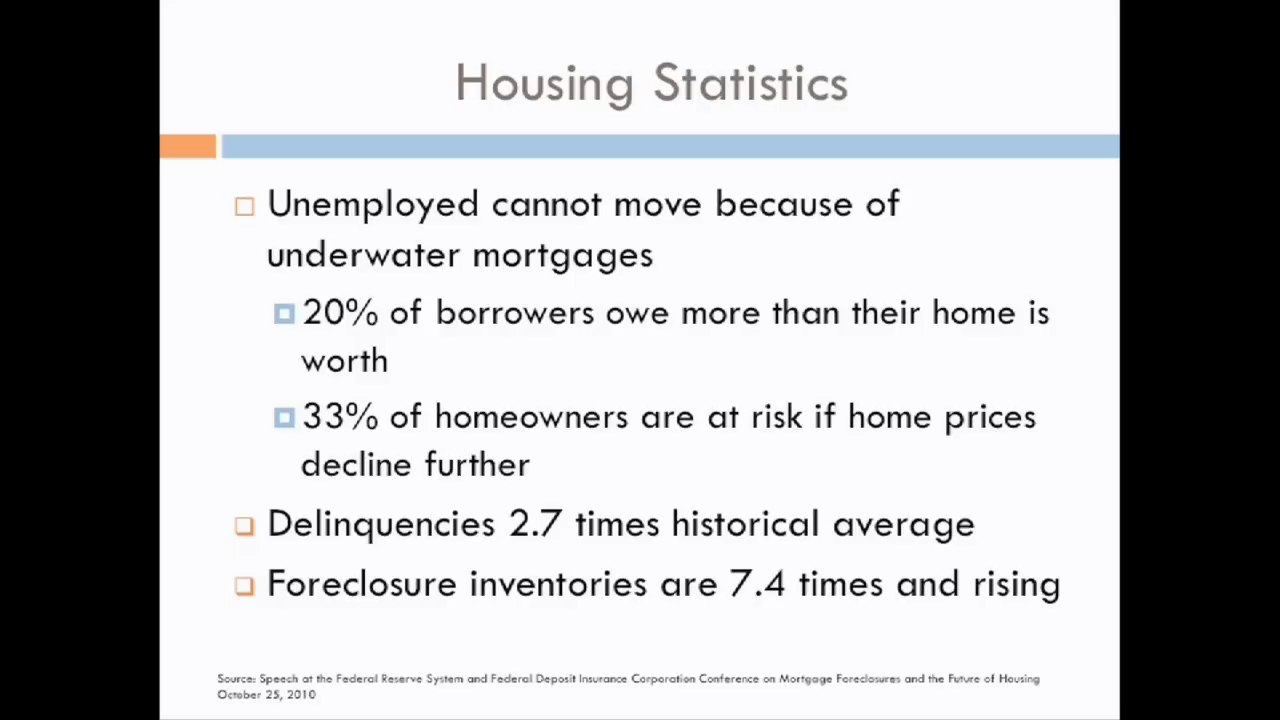 Housing Statistics
Unemployed cannot move because of
underwater mortgages
20% of borrowers owe more than their home is
worth
33% of homeowners are at risk if home prices
decline further
Delinquencies 2.7 times historical average
Foreclosure inventories are 7.4 times and rising
Source: Speech at the Federal Reserve System and Federal Deposit Insurance Corporation Conference on Mortgage Foreclosures and the Future of Housing
October 25, 2010